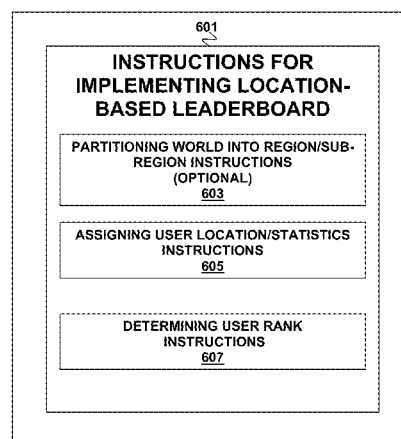 601
INSTRUCTIONS FOR
IMPLEMENTING LOCATION-
BASED LEADERBOARD
PARTITIONING WORLD INTO REGION/SUB-
REGION INSTRUCTIONS
(OPTIONAL)
603
ASSIGNING USER LOCATION/STATISTICS
INSTRUCTIONS
605
DETERMINING USER RANK
INSTRUCTIONS
607